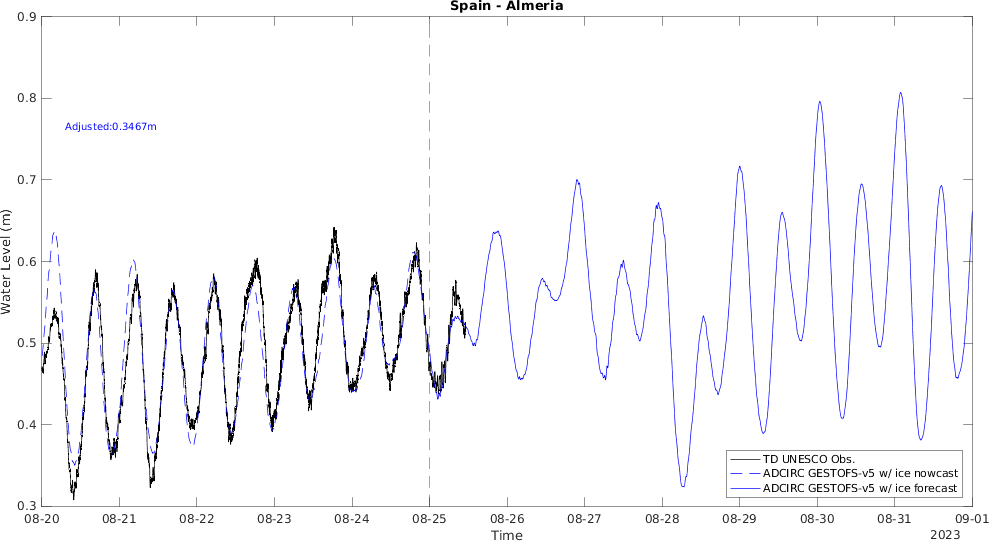 Spain - Almeria
0.9
0.8
0.7
0.6
0.5
0.4
0.3
Water Level (m)
Adjusted:0.3467m
TD UNESCO Obs.
ADCIRC GESTOFS-v5 w/ ice nowcast
ADCIRC GESTOFS-v5 w/ ice forecast
08-20 08-21 08-22 08-23 08-24 08-25 08-26 08-27 08-28 08-29 08-30 08-31 09-01
Time
2023